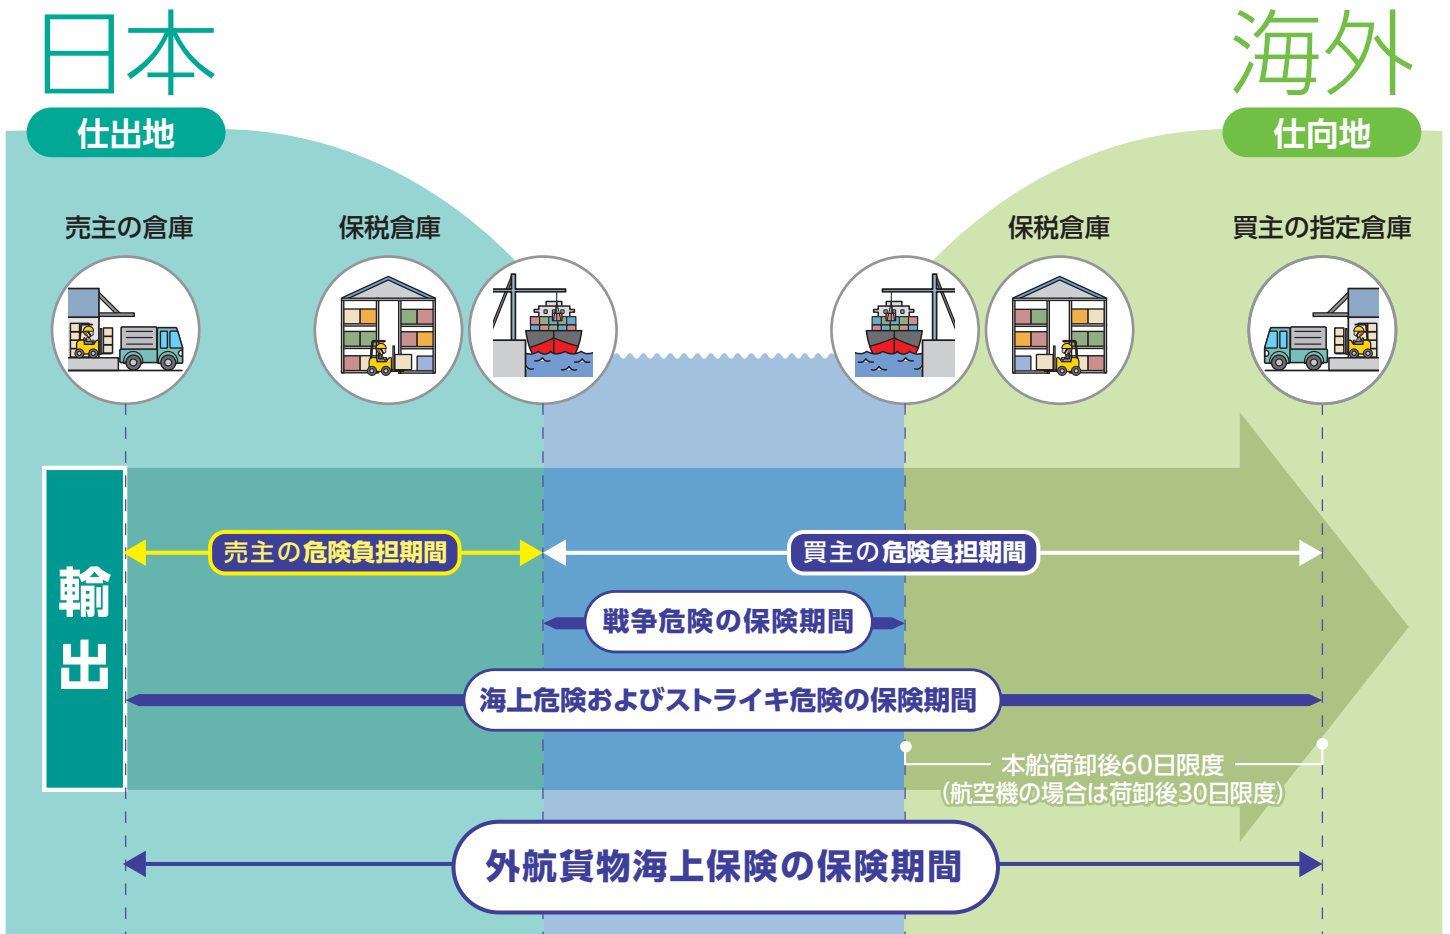 日本
海外
仕出地
仕向地
売主の倉庫
保税倉庫
保税倉庫
買主の指定倉庫
輸出
売主の危険負担期間
買主の危険負担期間
戦争危険の保険期間
海上危険およびストライキ危険の保険期間
本船荷卸後60日限度
(航空機の場合は荷卸後30日限度)
外航貨物海上保険の保険期間